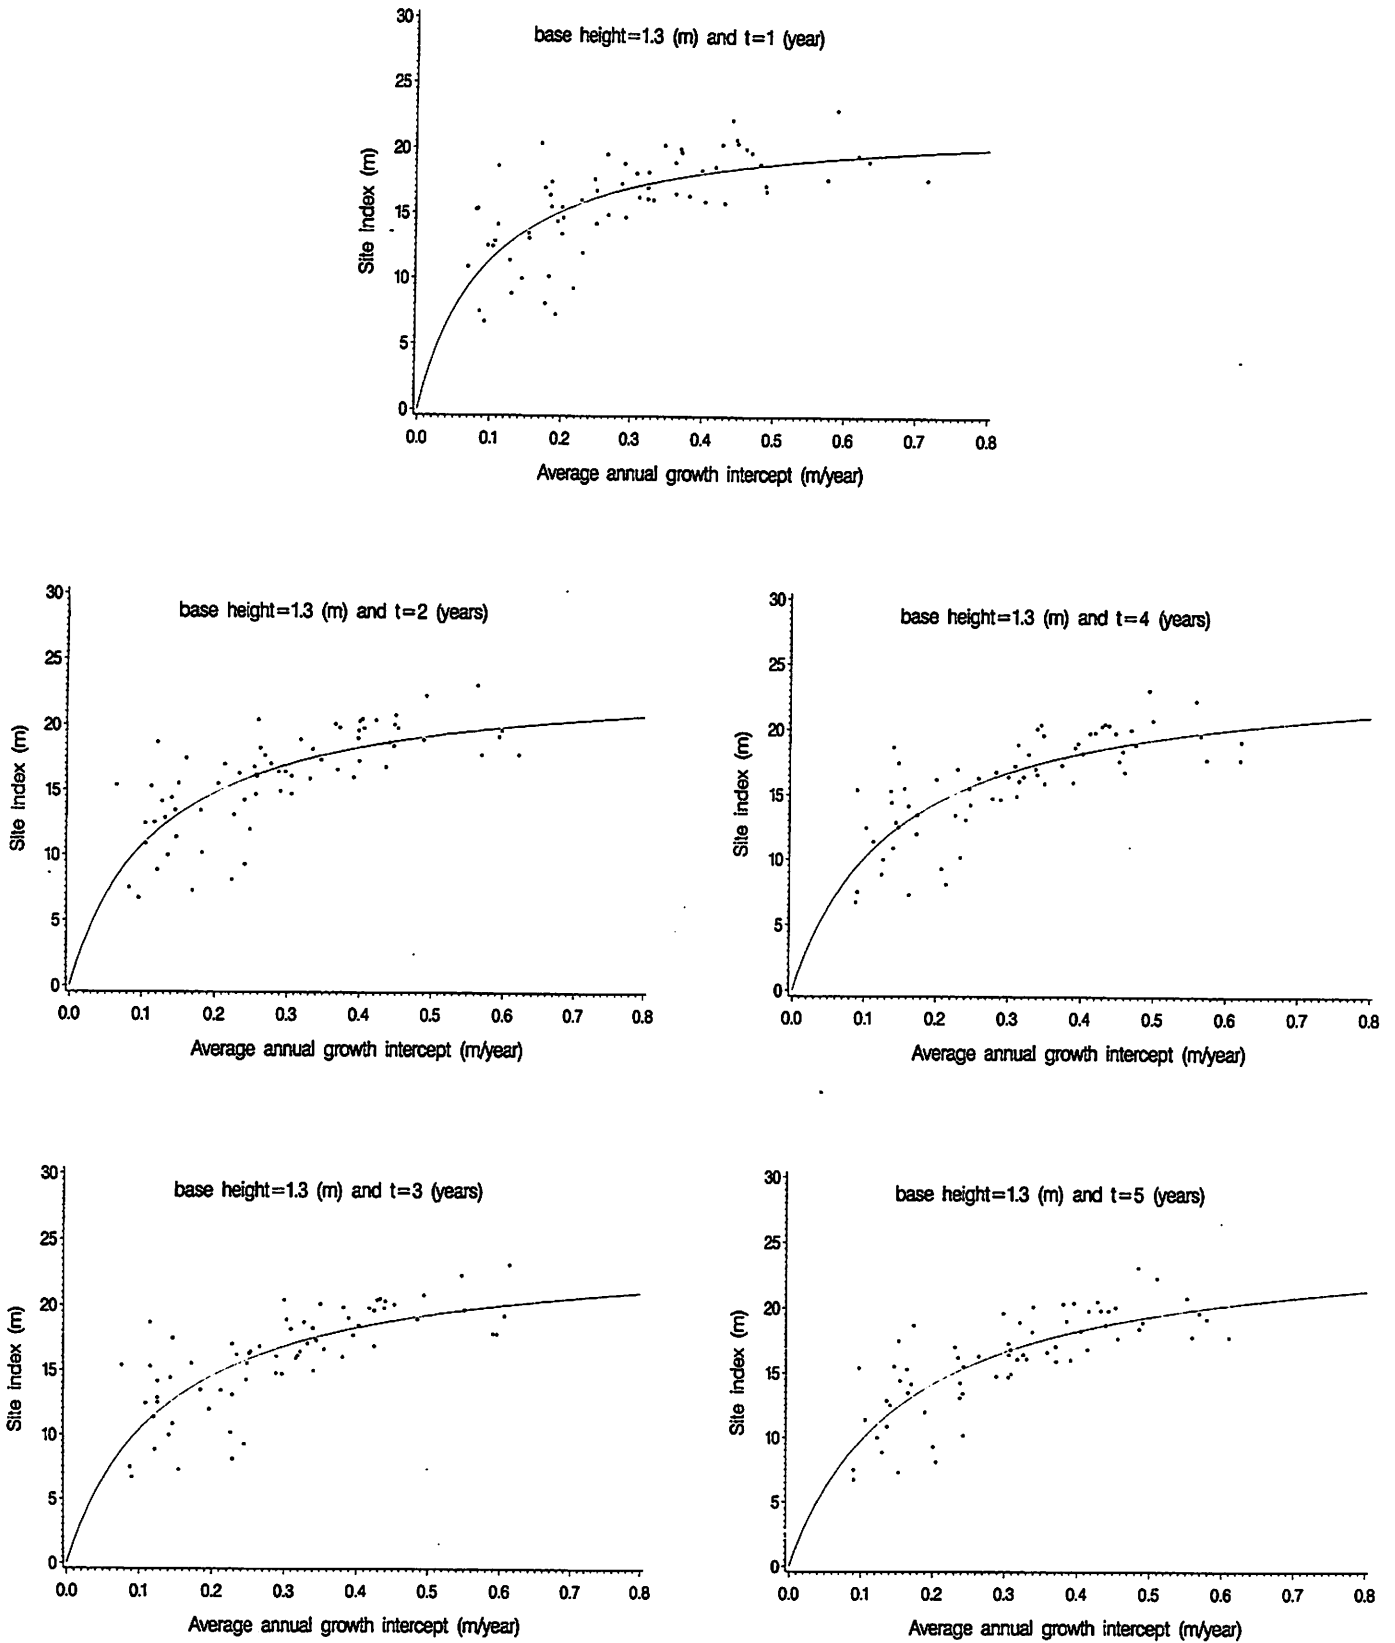 base height=1.3 (m) and t=1 (year)
30
25
20
15
10
5
0
Site index (m)
0.0 0.1 0.2 0.3 0.4 0.5 0.6 0.7 0.8
Average annual growth intercept (m/year)
base height=1.3 (m) and t=2 (years)
30
25
20
15
10
5
0
Site index (m)
0.0 0.1 0.2 0.3 0.4 0.5 0.6 0.7 0.8
Average annual growth intercept (m/year)
base height=1.3 (m) and t=4 (years)
30
25
20
15
10
5
0
Site index (m)
0.0 0.1 0.2 0.3 0.4 0.5 0.6 0.7 0.8
Average annual growth intercept (m/year)
base height=1.3 (m) and t=3 (years)
30
25
20
15
10
5
0
Site index (m)
0.0 0.1 0.2 0.3 0.4 0.5 0.6 0.7 0.8
Average annual growth intercept (m/year)
base height=1.3 (m) and t=5 (years)
30
25
20
15
10
5
0
Site index (m)
0.0 0.1 0.2 0.3 0.4 0.5 0.6 0.7 0.8
Average annual growth intercept (m/year)